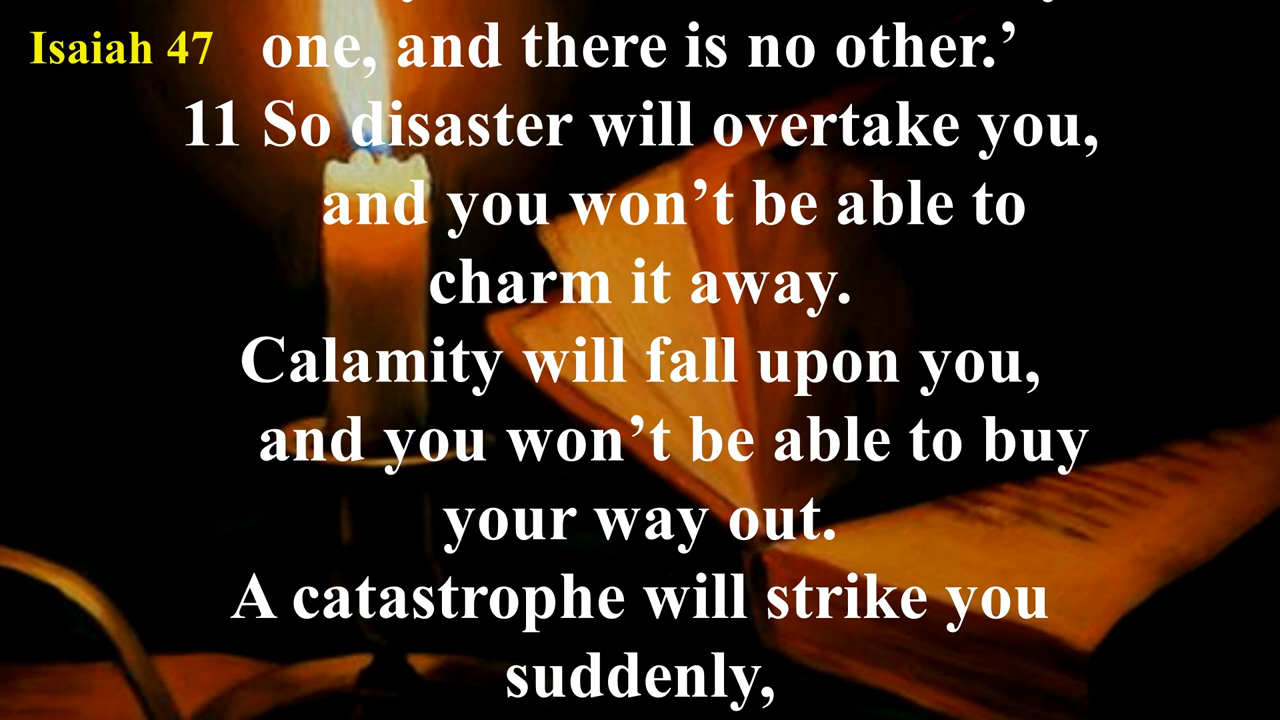 Isaiah 47
one, and there is no other.’
11 So disaster will overtake you,
and you won’t be able to
charm it away.
Calamity will fall upon you,
and you won’t be able to buy
your way out.
A catastrophe will strike you
suddenly,